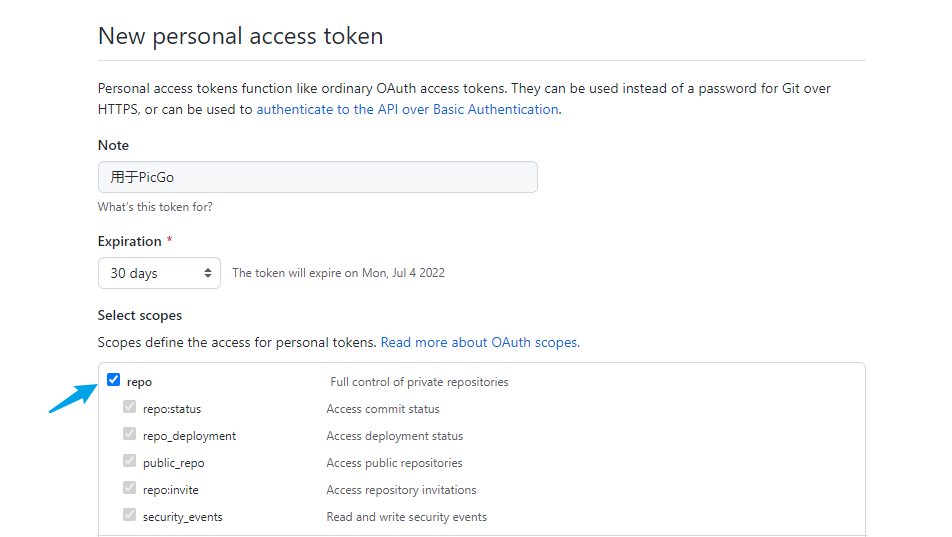 New personal access token
Personal access tokens function like ordinary OAuth access tokens. They can be used instead of a password for Git over
HTTPS, or can be used to authenticate to the API over Basic Authentication.
Note
用于PicGo
What's this token for?
Expiration *
30 days The token will expire on Mon, Jul 4 2022
Select scopes
Scopes define the access for personal tokens. Read more about OAuth scopes.
repo Full control of private repositories
repo:status Access commit status
repo_deployment Access deployment status
public_repo Access public repositories
repo:invite Access repository invitations
security_events Read and write security events